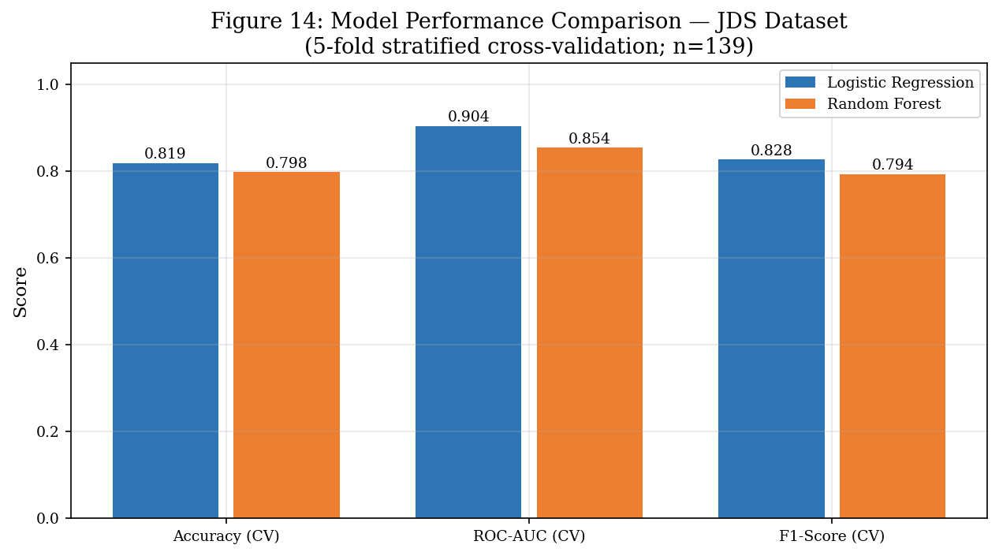 Figure 14: Model Performance Comparison — JDS Dataset
(5-fold stratified cross-validation; n=139)
Logistic Regression
Random Forest
Score
1.0
0.8
0.6
0.4
0.2
0.0
0.819
0.798
0.904
0.854
0.828
0.794
Accuracy (CV)
ROC-AUC (CV)
F1-Score (CV)